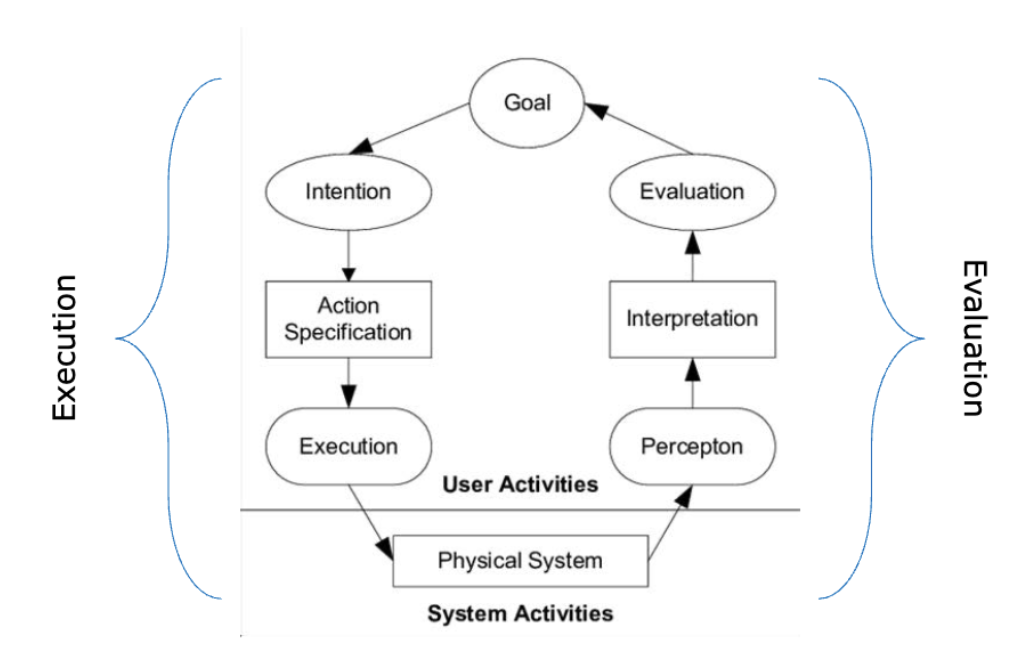 Goal
Intention
Evaluation
Action
Specification
Interpretation
Execution
Percepton
User Activities
Physical System
System Activities
Execution
Evaluation